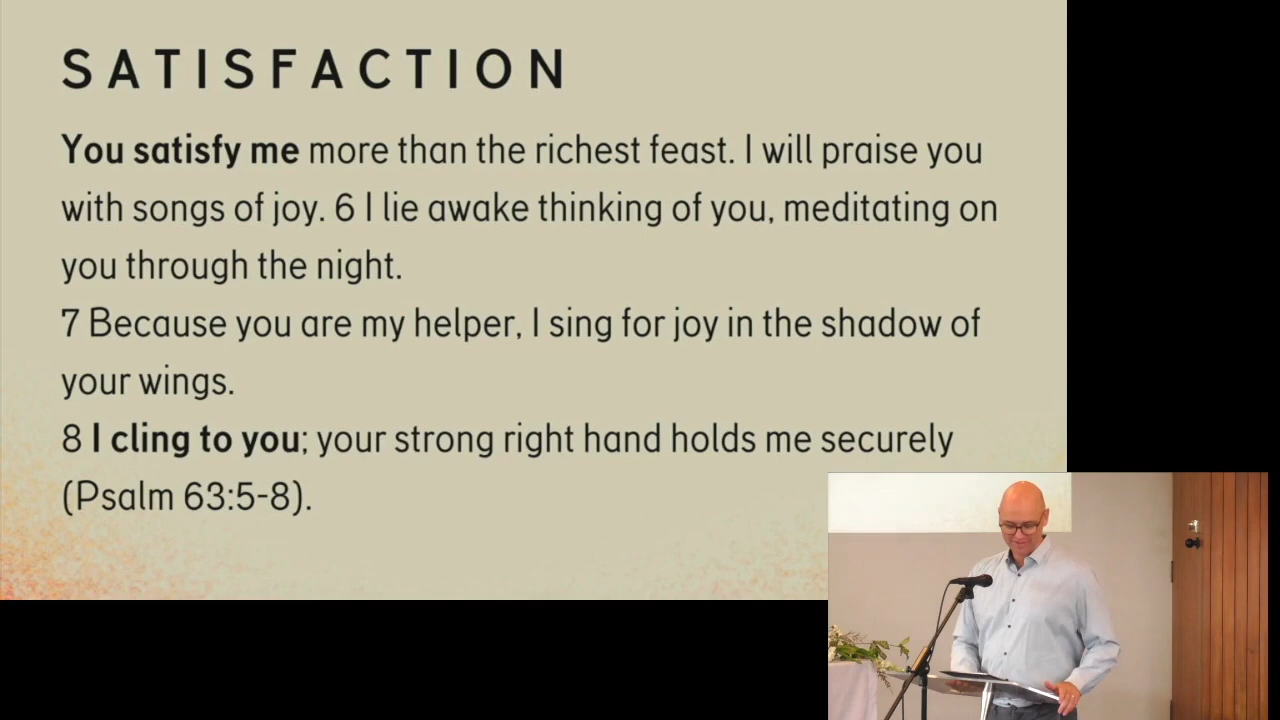 SATISFACTION
You satisfy me more than the richest feast. I will praise you
with songs of joy. 6 I lie awake thinking of you, meditating on
you through the night.
7 Because you are my helper, I sing for joy in the shadow of
your wings.
8 I cling to you; your strong right hand holds me securely
(Psalm 63:5-8).